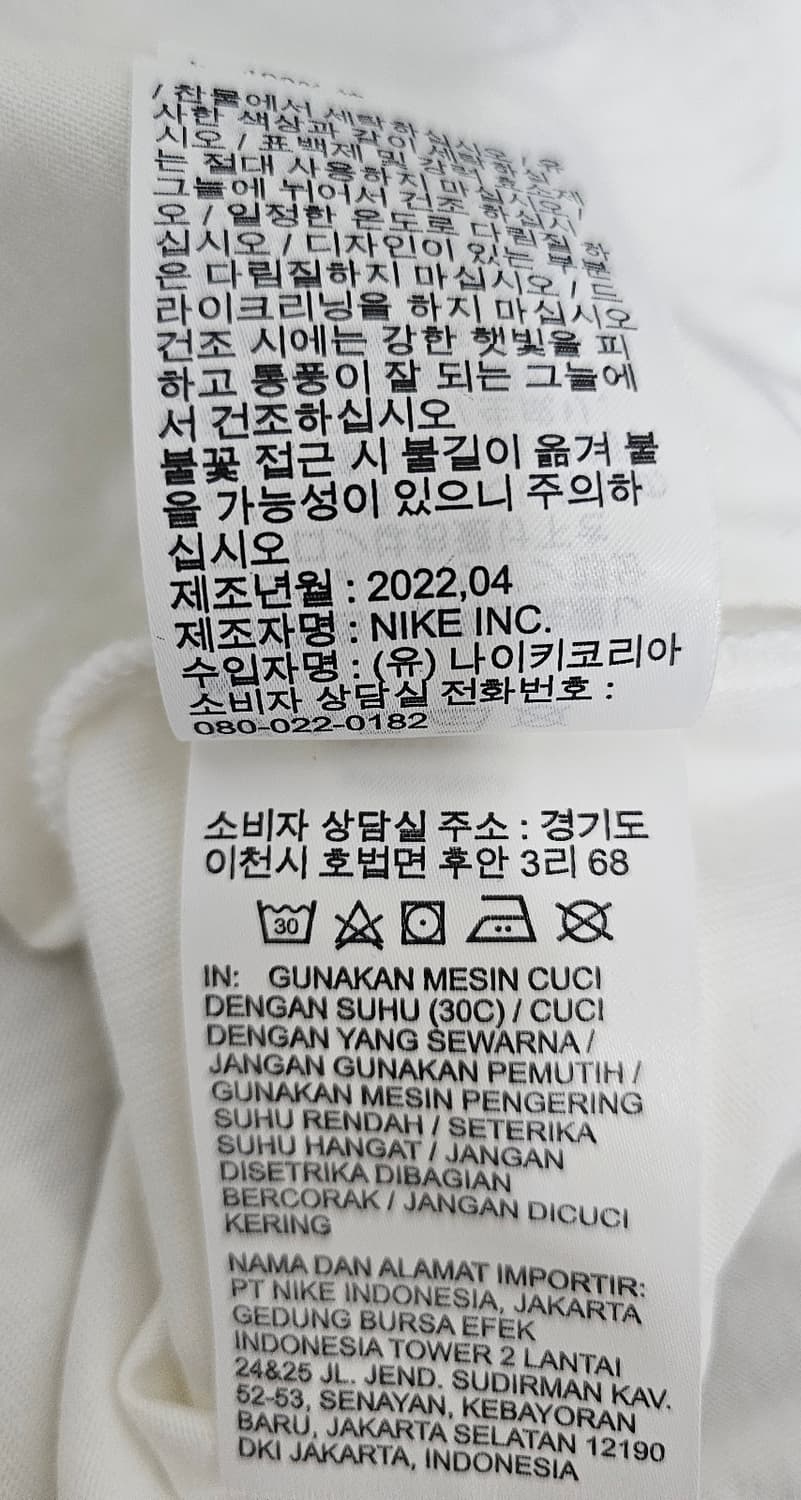 / 찬물에서 세탁하십시오 / 유
사한 색상과 같이 세탁하십
시오 / 표백제 및 강력 효소제
는 절대 사용하지 마십시오 /
그늘에 뉘어서 건조 하십시
오 / 일정한 온도로 다림질 하
십시오 / 디자인이 있는 부분
은 다림질하지 마십시오 / 드
라이크리닝을 하지 마십시오
건조 시에는 강한 햇빛을 피
하고 통풍이 잘 되는 그늘에
서 건조하십시오
불꽃 접근 시 불길이 옮겨 붙
을 가능성이 있으니 주의하
십시오
제조년월 : 2022,04
제조자명 : NIKE INC.
수입자명 : (유) 나이키코리아
소비자 상담실 전화번호 :
080-022-0182
소비자 상담실 주소 : 경기도
이천시 호법면 후안 3리 68
30
IN: GUNAKAN MESIN CUCI
DENGAN SUHU (30C) / CUCI
DENGAN YANG SEWARNA /
JANGAN GUNAKAN PEMUTIH /
GUNAKAN MESIN PENGERING
SUHU RENDAH / SETERIKA
SUHU HANGAT / JANGAN
DISETRIKA DIBAGIAN
BERCORAK / JANGAN DICUCI
KERING
NAMA DAN ALAMAT IMPORTIR:
PT NIKE INDONESIA, JAKARTA
GEDUNG BURSA EFEK
INDONESIA TOWER 2 LANTAI
24&25 JL. JEND. SUDIRMAN KAV.
52-53, SENAYAN, KEBAYORAN
BARU, JAKARTA SELATAN 12190
DKI JAKARTA, INDONESIA